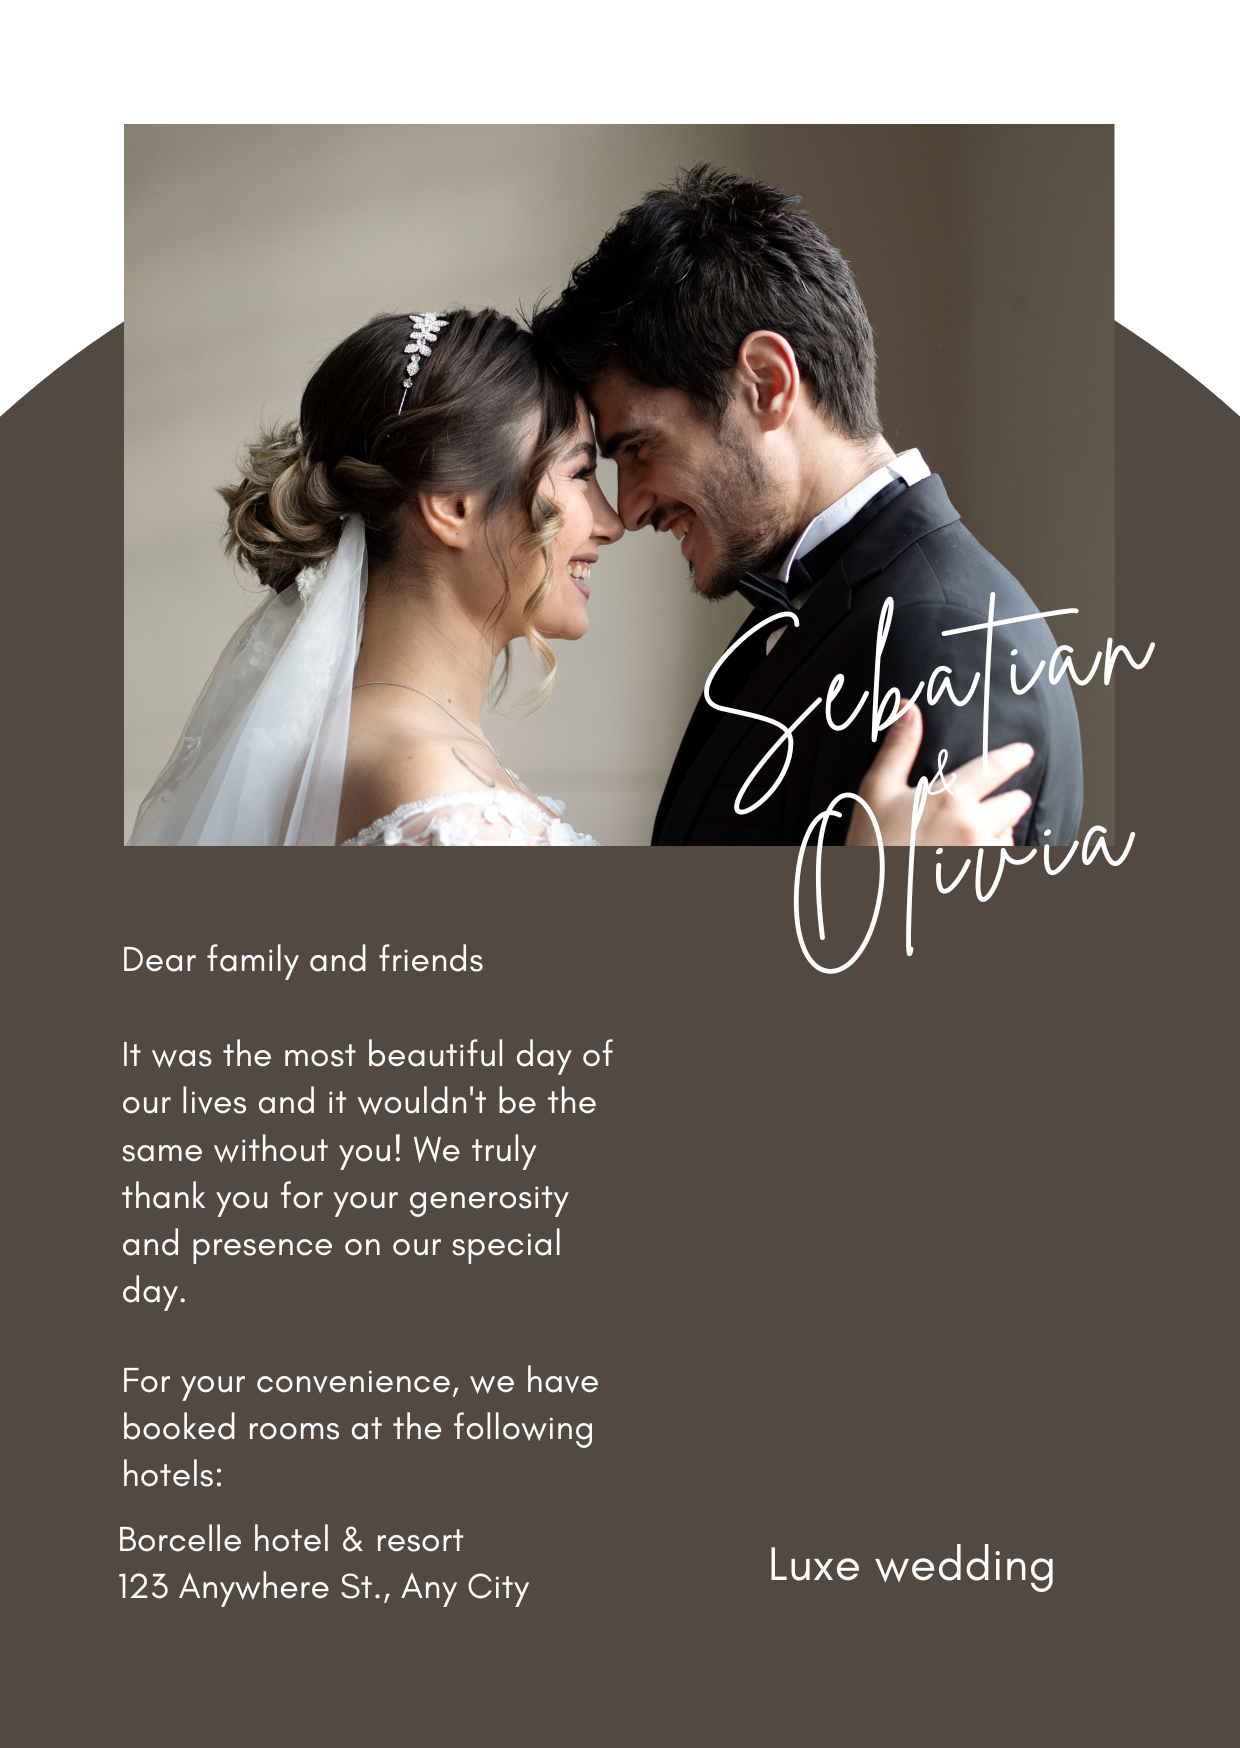 Sebatian
&
Olivia
Dear family and friends
It was the most beautiful day of
our lives and it wouldn't be the
same without you! We truly
thank you for your generosity
and presence on our special
day.
For your convenience, we have
booked rooms at the following
hotels:
Borcelle hotel & resort
123 Anywhere St., Any City
Luxe wedding